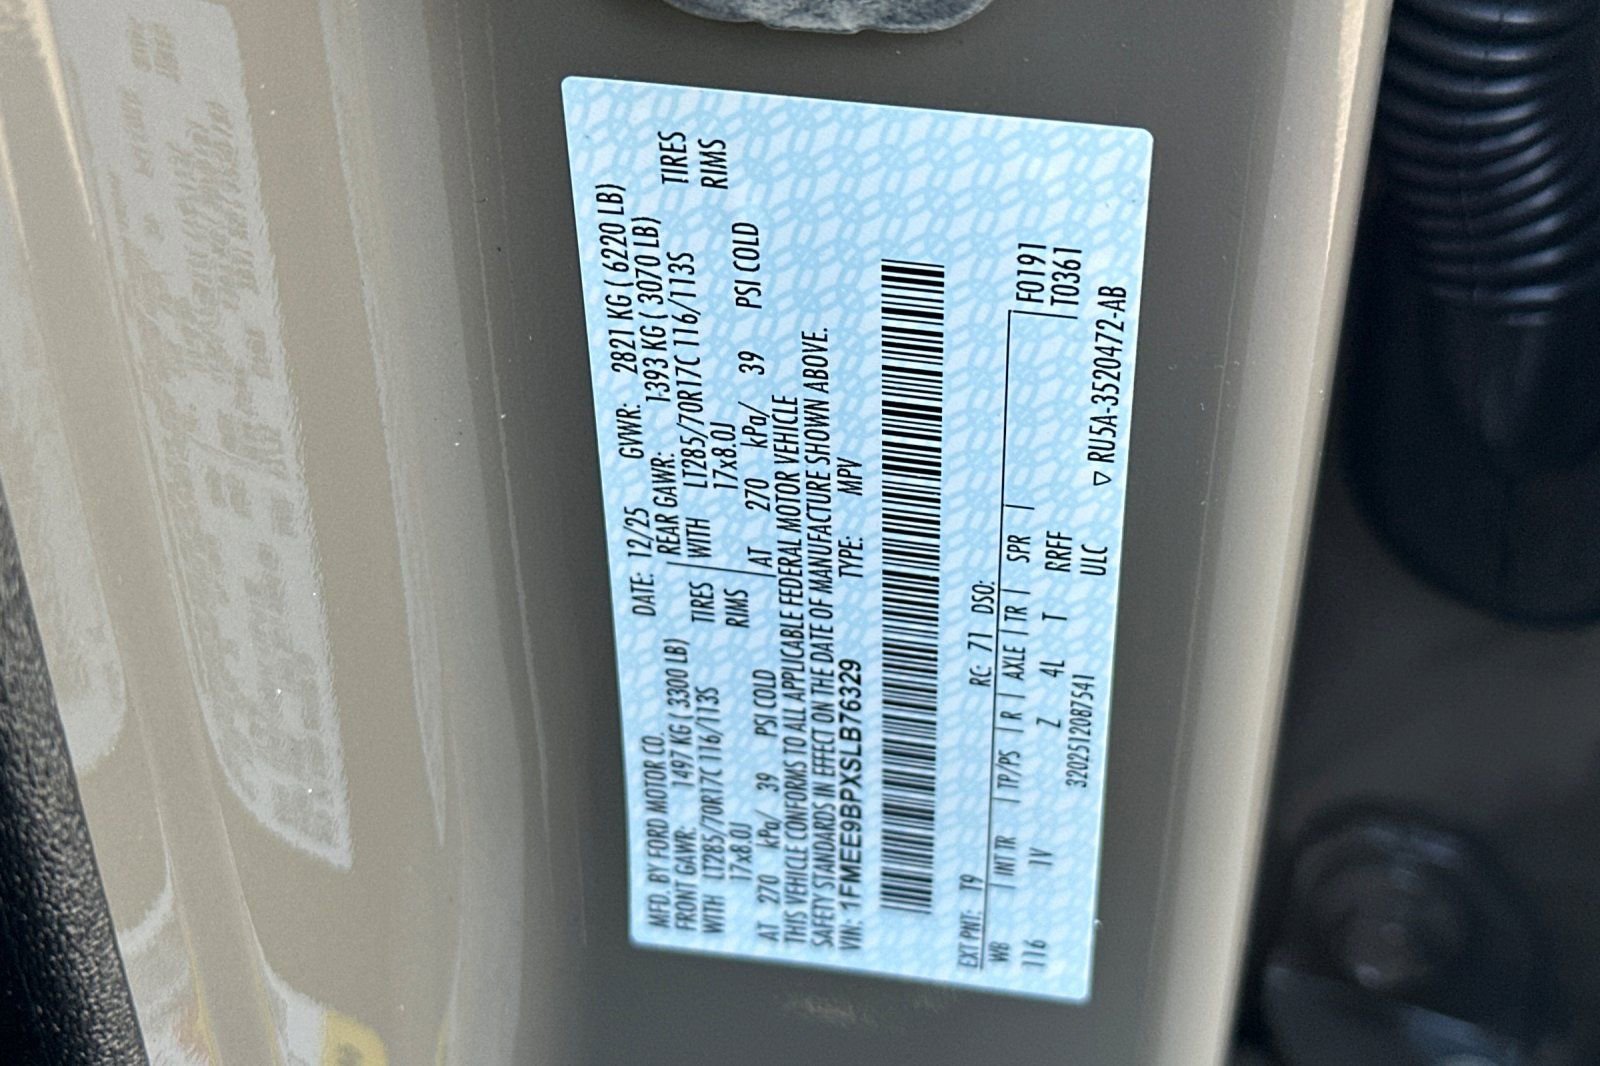 MFD. BY FORD MOTOR CO. DATE: 12/25 GVWR: 2821 KG ( 6220 LB)
FRONT GAWR: 1497 KG ( 3300 LB) REAR GAWR: 1393 KG ( 3070 LB)
WITH LT285/70R17C 116/113S TIRES WITH LT285/70R17C 116/113S TIRES
17x8.0J RIMS 17x8.0J RIMS
AT 270 kPa/ 39 PSI COLD AT 270 kPa/ 39 PSI COLD
THIS VEHICLE CONFORMS TO ALL APPLICABLE FEDERAL MOTOR VEHICLE
SAFETY STANDARDS IN EFFECT ON THE DATE OF MANUFACTURE SHOWN ABOVE.
VIN: 1FMEE9BPXSLB76329 TYPE: MPV
EXT PNT: T9 RC: 71 DSO:
WB INT TR TP/PS R AXLE TR SPR F0191
116 1V Z 4L T RRFF T0361
3202512087541 ULC ▽ RU5A-3520472-AB